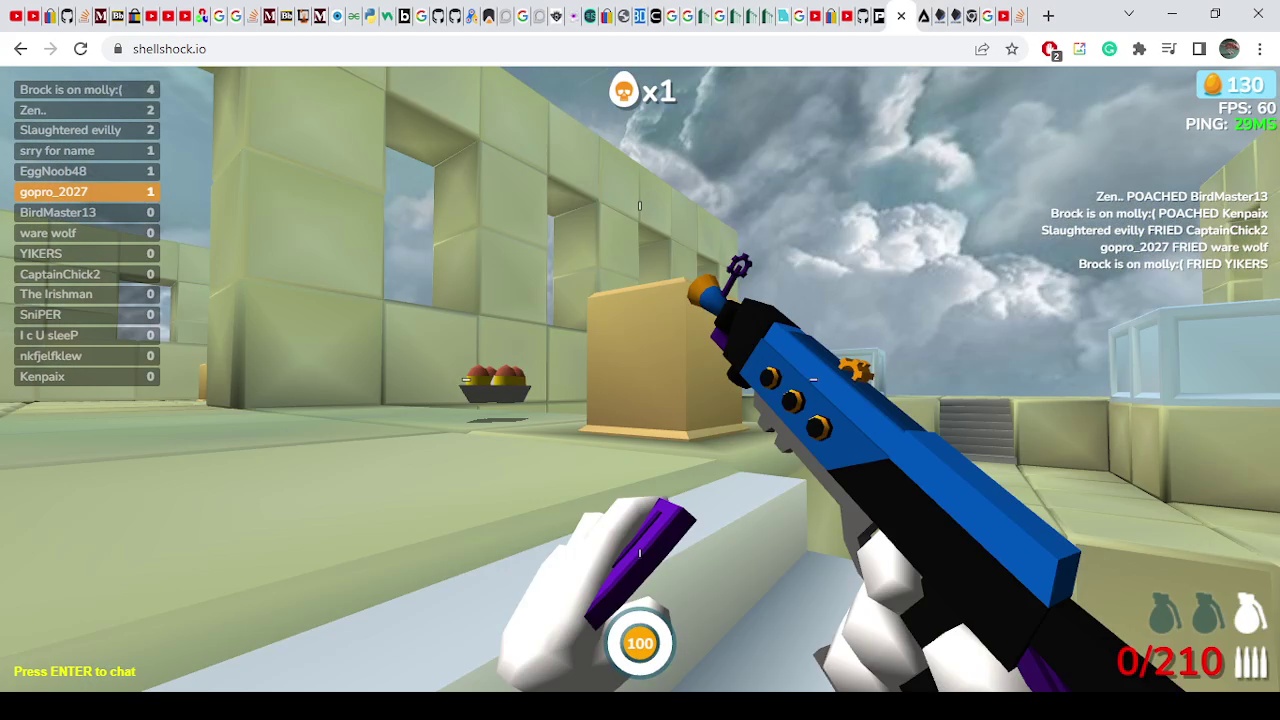 shellshock.io
2
Brock is on molly:( 4
Zen.. 2
Slaughtered evilly 2
srry for name 1
EggNoob48 1
gopro_2027 1
BirdMaster13 0
ware wolf 0
YIKERS 0
CaptainChick2 0
The Irishman 0
SniPER 0
I c U sleeP 0
nkfjelfklew 0
Kenpaix 0
x1
130
FPS: 60
PING: 29MS
Zen.. POACHED BirdMaster13
Brock is on molly:( POACHED Kenpaix
Slaughtered evilly FRIED CaptainChick2
gopro_2027 FRIED ware wolf
Brock is on molly:( FRIED YIKERS
100
0/210
Press ENTER to chat